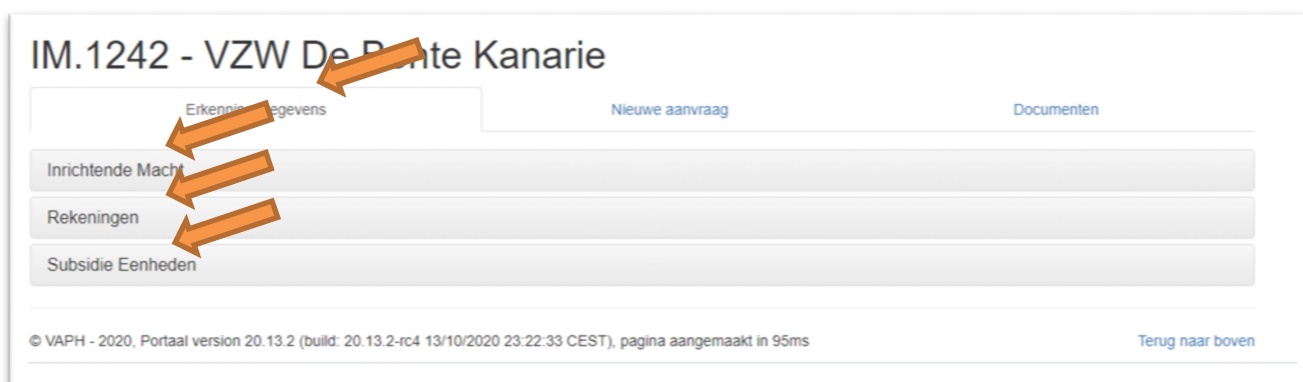 IM.1242 - VZW De Bonte Kanarie
Erkenningsgegevens Nieuwe aanvraag Documenten
Inrichtende Macht
Rekeningen
Subsidie Eenheden
© VAPH - 2020, Portaal version 20.13.2 (build: 20.13.2-rc4 13/10/2020 23:22:33 CEST), pagina aangemaakt in 95ms Terug naar boven